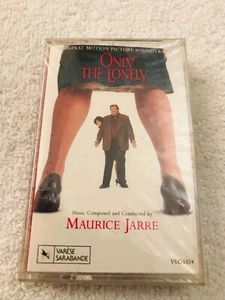 ORIGINAL MOTION PICTURE SOUNDTRACK
ONLY
THE LONELY
Music Composed and Conducted by
MAURICE JARRE
VARÈSE
SARABANDE
VSC-5324